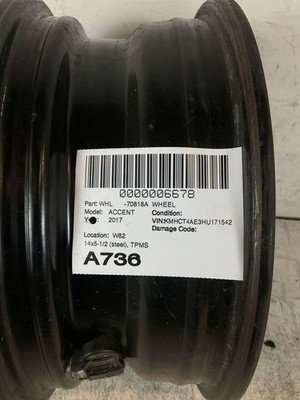 0000006678
Part: WHL -70818A WHEEL
Model: ACCENT Condition:
2017 VIN:KMHCT4AE3HU171542
Damage Code:
Location: W82
14x5-1/2 (steel), TPMS
A736